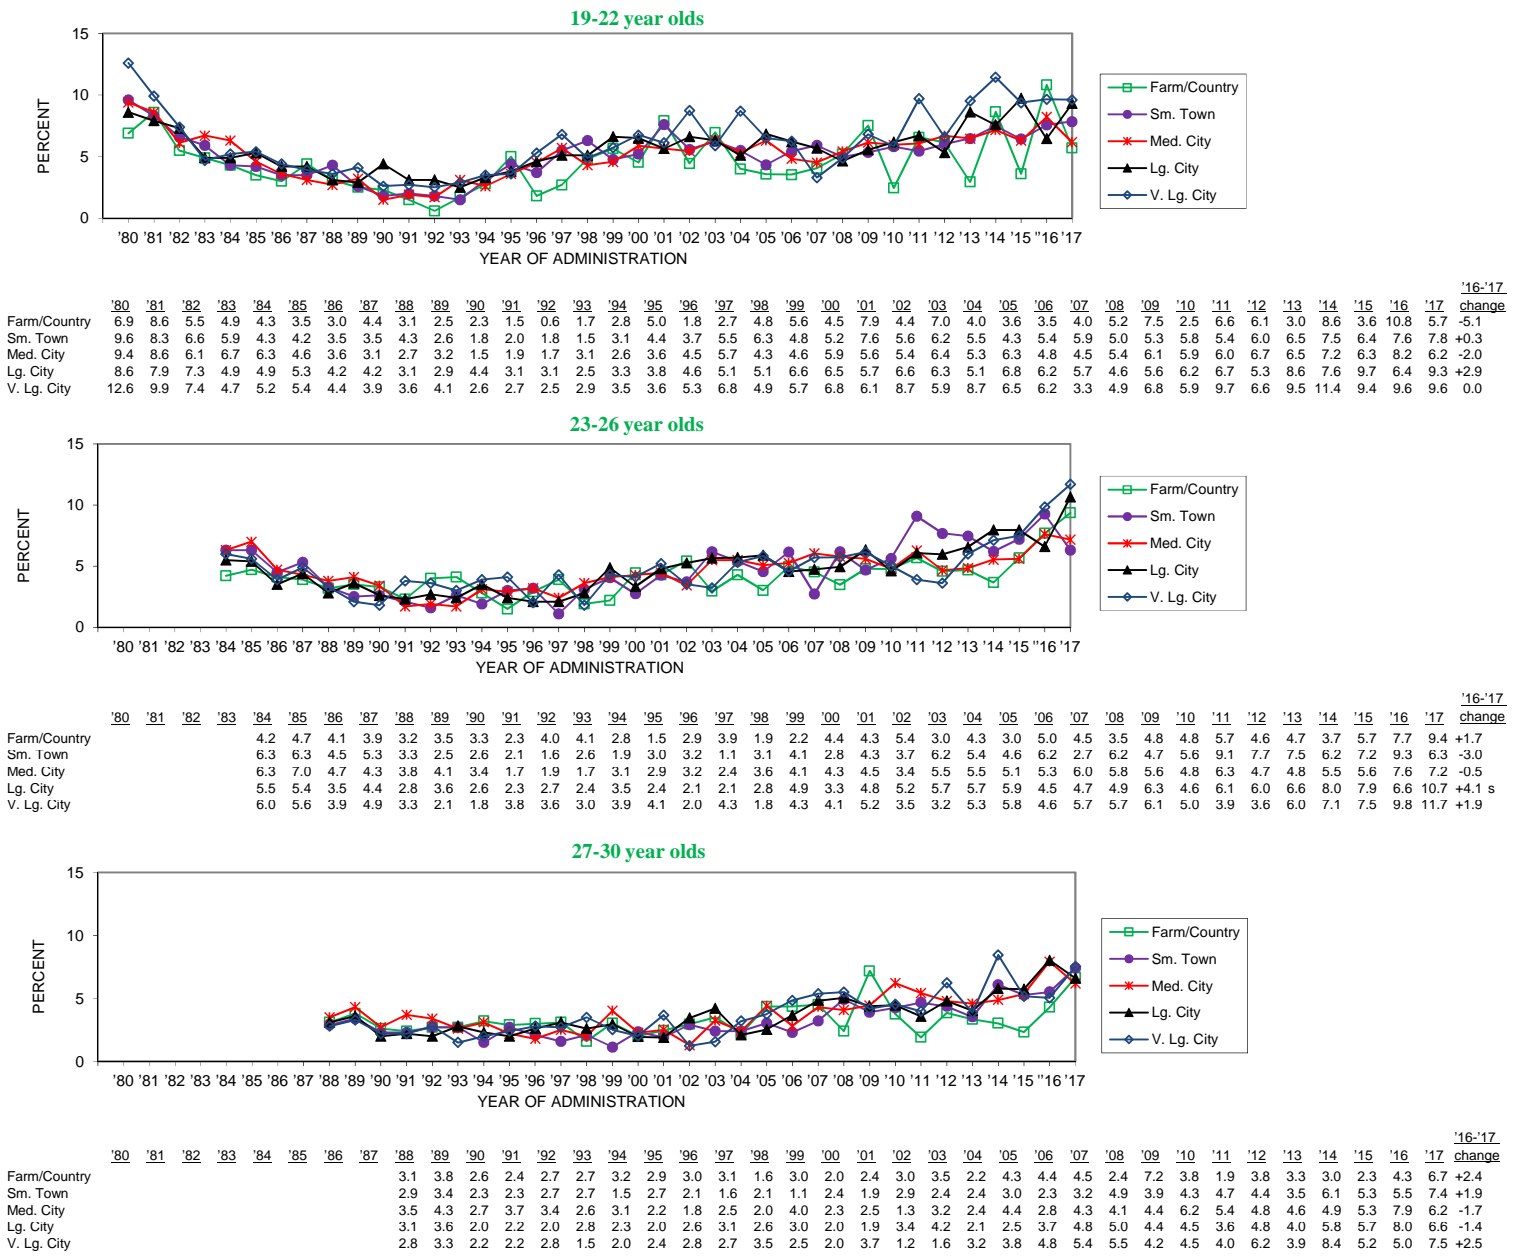 19-22 year olds
15
10
5
0
PERCENT
'80 '81 '82 '83 '84 '85 '86 '87 '88 '89 '90 '91 '92 '93 '94 '95 '96 '97 '98 '99 '00 '01 '02 '03 '04 '05 '06 '07 '08 '09 '10 '11 '12 '13 '14 '15 "16 '17
YEAR OF ADMINISTRATION
Farm/Country
Sm. Town
Med. City
Lg. City
V. Lg. City
'16-'17
'80 '81 '82 '83 '84 '85 '86 '87 '88 '89 '90 '91 '92 '93 '94 '95 '96 '97 '98 '99 '00 '01 '02 '03 '04 '05 '06 '07 '08 '09 '10 '11 '12 '13 '14 '15 '16 '17 change
Farm/Country 6.9 8.6 5.5 4.9 4.3 3.5 3.0 4.4 3.1 2.5 2.3 1.5 0.6 1.7 2.8 5.0 1.8 2.7 4.8 5.6 4.5 7.9 4.4 7.0 4.0 3.6 3.5 4.0 5.2 7.5 2.5 6.6 6.1 3.0 8.6 3.6 10.8 5.7 -5.1
Sm. Town 9.6 8.3 6.6 5.9 4.3 4.2 3.5 3.5 4.3 2.6 1.8 2.0 1.8 1.5 3.1 4.4 3.7 5.5 6.3 4.8 5.2 7.6 5.6 6.2 5.5 4.3 5.4 5.9 5.0 5.3 5.8 5.4 6.0 6.5 7.5 6.4 7.6 7.8 +0.3
Med. City 9.4 8.6 6.1 6.7 6.3 4.6 3.6 3.1 2.7 3.2 1.5 1.9 1.7 3.1 2.6 3.6 4.5 5.7 4.3 4.6 5.9 5.6 5.4 6.4 5.3 6.3 4.8 4.5 5.4 6.1 5.9 6.0 6.7 6.5 7.2 6.3 8.2 6.2 -2.0
Lg. City 8.6 7.9 7.3 4.9 4.9 5.3 4.2 4.2 3.1 2.9 4.4 3.1 3.1 2.5 3.3 3.8 4.6 5.1 5.1 6.6 6.5 5.7 6.6 6.3 5.1 6.8 6.2 5.7 4.6 5.6 6.2 6.7 5.3 8.6 7.6 9.7 6.4 9.3 +2.9
V. Lg. City 12.6 9.9 7.4 4.7 5.2 5.4 4.4 3.9 3.6 4.1 2.6 2.7 2.5 2.9 3.5 3.6 5.3 6.8 4.9 5.7 6.8 6.1 8.7 5.9 8.7 6.5 6.2 3.3 4.9 6.8 5.9 9.7 6.6 9.5 11.4 9.4 9.6 9.6 0.0
23-26 year olds
15
10
5
0
PERCENT
'80 '81 '82 '83 '84 '85 '86 '87 '88 '89 '90 '91 '92 '93 '94 '95 '96 '97 '98 '99 '00 '01 '02 '03 '04 '05 '06 '07 '08 '09 '10 '11 '12 '13 '14 '15 "16 '17
YEAR OF ADMINISTRATION
Farm/Country
Sm. Town
Med. City
Lg. City
V. Lg. City
'16-'17
'80 '81 '82 '83 '84 '85 '86 '87 '88 '89 '90 '91 '92 '93 '94 '95 '96 '97 '98 '99 '00 '01 '02 '03 '04 '05 '06 '07 '08 '09 '10 '11 '12 '13 '14 '15 '16 '17 change
Farm/Country 4.2 4.7 4.1 3.9 3.2 3.5 3.3 2.3 4.0 4.1 2.8 1.5 2.9 3.9 1.9 2.2 4.4 4.3 5.4 3.0 4.3 3.0 5.0 4.5 3.5 4.8 4.8 5.7 4.6 4.7 3.7 5.7 7.7 9.4 +1.7
Sm. Town 6.3 6.3 4.5 5.3 3.3 2.5 2.6 2.1 1.6 2.6 1.9 3.0 3.2 1.1 3.1 4.1 2.8 4.3 3.7 6.2 5.4 4.6 6.2 2.7 6.2 4.7 5.6 9.1 7.7 7.5 6.2 7.2 9.3 6.3 -3.0
Med. City 6.3 7.0 4.7 4.3 3.8 4.1 3.4 1.7 1.9 1.7 3.1 2.9 3.2 2.4 3.6 4.1 4.3 4.5 3.4 5.5 5.5 5.1 5.3 6.0 5.8 5.6 4.8 6.3 4.7 4.8 5.5 5.6 7.6 7.2 -0.5
Lg. City 5.5 5.4 3.5 4.4 2.8 3.6 2.6 2.3 2.7 2.4 3.5 2.4 2.1 2.1 2.8 4.9 3.3 4.8 5.2 5.7 5.7 5.9 4.5 4.7 4.9 6.3 4.6 6.1 6.0 6.6 8.0 7.9 6.6 10.7 +4.1 s
V. Lg. City 6.0 5.6 3.9 4.9 3.3 2.1 1.8 3.8 3.6 3.0 3.9 4.1 2.0 4.3 1.8 4.3 4.1 5.2 3.5 3.2 5.3 5.8 4.6 5.7 5.7 6.1 5.0 3.9 3.6 6.0 7.1 7.5 9.8 11.7 +1.9
27-30 year olds
15
10
5
0
PERCENT
'80 '81 '82 '83 '84 '85 '86 '87 '88 '89 '90 '91 '92 '93 '94 '95 '96 '97 '98 '99 '00 '01 '02 '03 '04 '05 '06 '07 '08 '09 '10 '11 '12 '13 '14 '15 "16 '17
YEAR OF ADMINISTRATION
Farm/Country
Sm. Town
Med. City
Lg. City
V. Lg. City
'16-'17
'80 '81 '82 '83 '84 '85 '86 '87 '88 '89 '90 '91 '92 '93 '94 '95 '96 '97 '98 '99 '00 '01 '02 '03 '04 '05 '06 '07 '08 '09 '10 '11 '12 '13 '14 '15 '16 '17 change
Farm/Country 3.1 3.8 2.6 2.4 2.7 2.7 3.2 2.9 3.0 3.1 1.6 3.0 2.0 2.4 3.0 3.5 2.2 4.3 4.4 4.5 2.4 7.2 3.8 1.9 3.8 3.3 3.0 2.3 4.3 6.7 +2.4
Sm. Town 2.9 3.4 2.3 2.3 2.7 2.7 1.5 2.7 2.1 1.6 2.1 1.1 2.4 1.9 2.9 2.4 2.4 3.0 2.3 3.2 4.9 3.9 4.3 4.7 4.4 3.5 6.1 5.3 5.5 7.4 +1.9
Med. City 3.5 4.3 2.7 3.7 3.4 2.6 3.1 2.2 1.8 2.5 2.0 4.0 2.3 2.5 1.3 3.2 2.4 4.4 2.8 4.3 4.1 4.4 6.2 5.4 4.8 4.6 4.9 5.3 7.9 6.2 -1.7
Lg. City 3.1 3.6 2.0 2.2 2.0 2.8 2.3 2.0 2.6 3.1 2.6 3.0 2.0 1.9 3.4 4.2 2.1 2.5 3.7 4.8 5.0 4.4 4.5 3.6 4.8 4.0 5.8 5.7 8.0 6.6 -1.4
V. Lg. City 2.8 3.3 2.2 2.2 2.8 1.5 2.0 2.4 2.8 2.7 3.5 2.5 2.0 3.7 1.2 1.6 3.2 3.8 4.8 5.4 5.5 4.2 4.5 4.0 6.2 3.9 8.4 5.2 5.0 7.5 +2.5